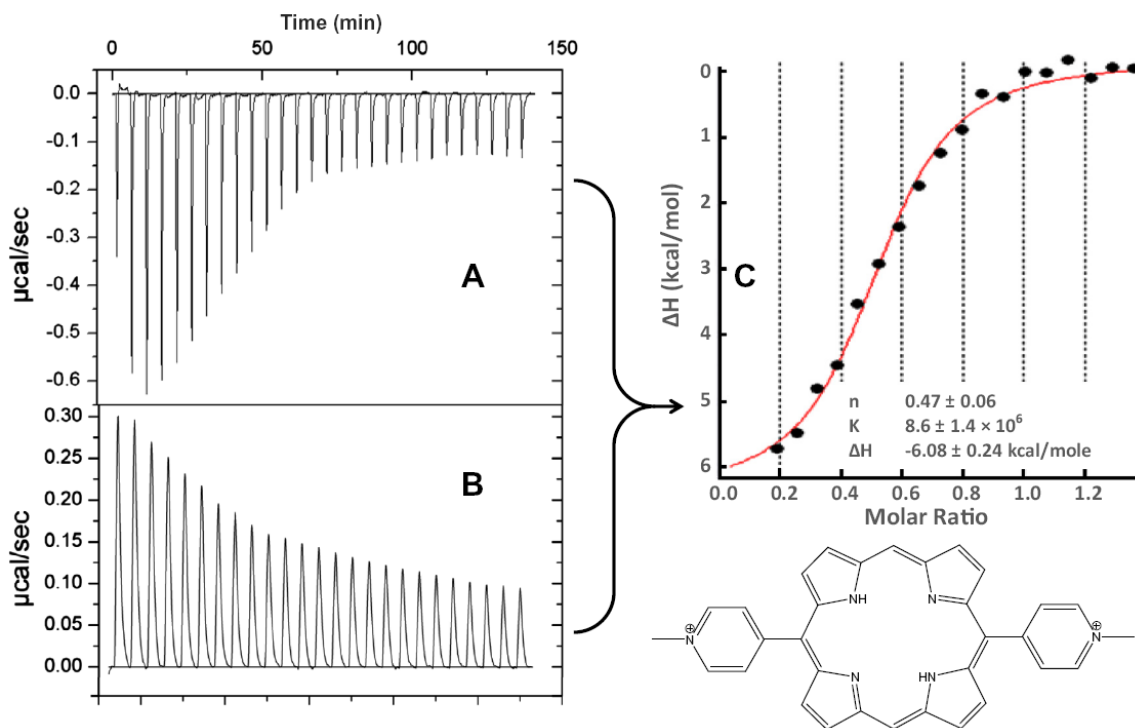 Time (min)
0 50 100 150
0.0
-0.1
-0.2
-0.3
-0.4
-0.5
-0.6
µcal/sec
A
0.30
0.25
0.20
0.15
0.10
0.05
0.00
µcal/sec
B
0
1
2
3
4
5
6
ΔH (kcal/mol)
C
n 0.47 ± 0.06
K 8.6 ± 1.4 × 10⁶
ΔH -6.08 ± 0.24 kcal/mole
0.0 0.2 0.4 0.6 0.8 1.0 1.2
Molar Ratio
NH N
N⊕ ⊕N
N HN